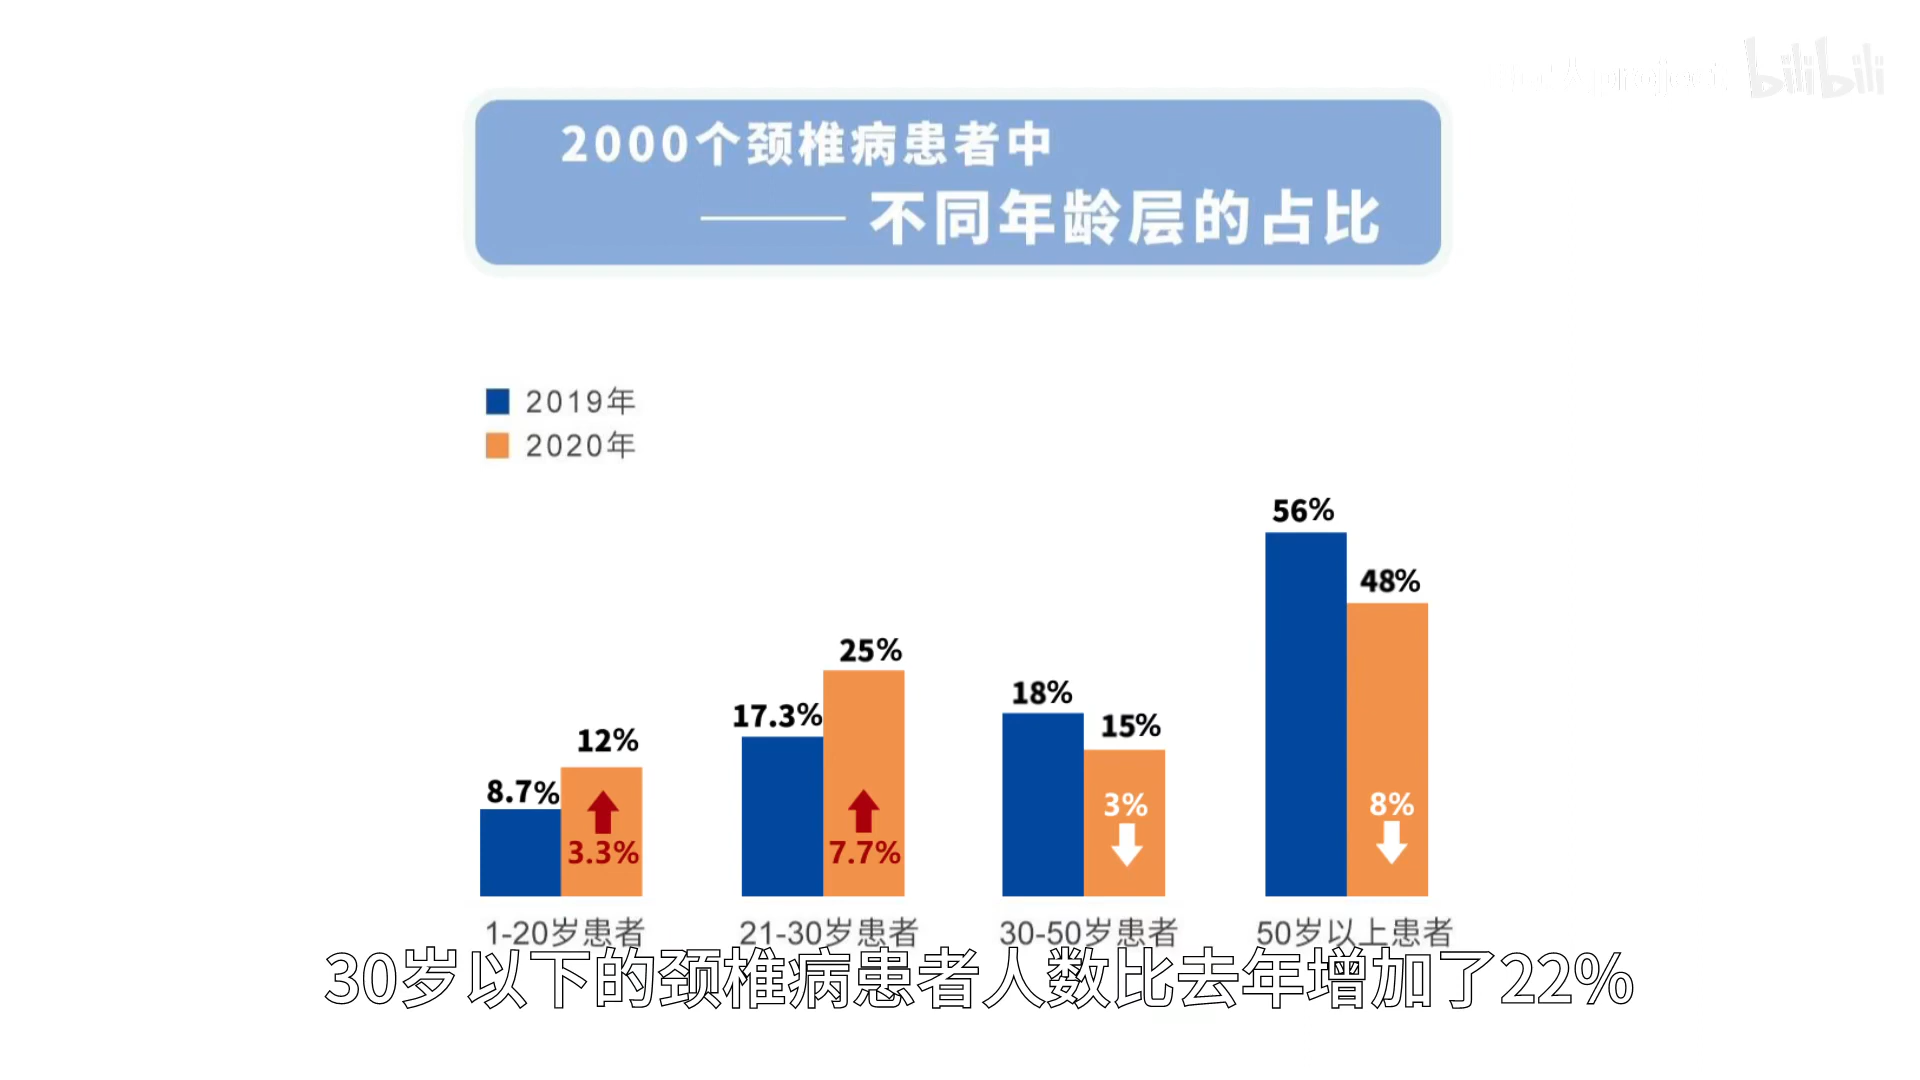 bilibili
2000个颈椎病患者中
—— 不同年龄层的占比
2019年
2020年
56%
48%
25%
18%
17.3%
15%
12%
8.7%
3.3%
7.7%
3%
8%
1-20岁患者
21-30岁患者
30-50岁患者
50岁以上患者
30岁以下的颈椎病患者人数比去年增加了22%